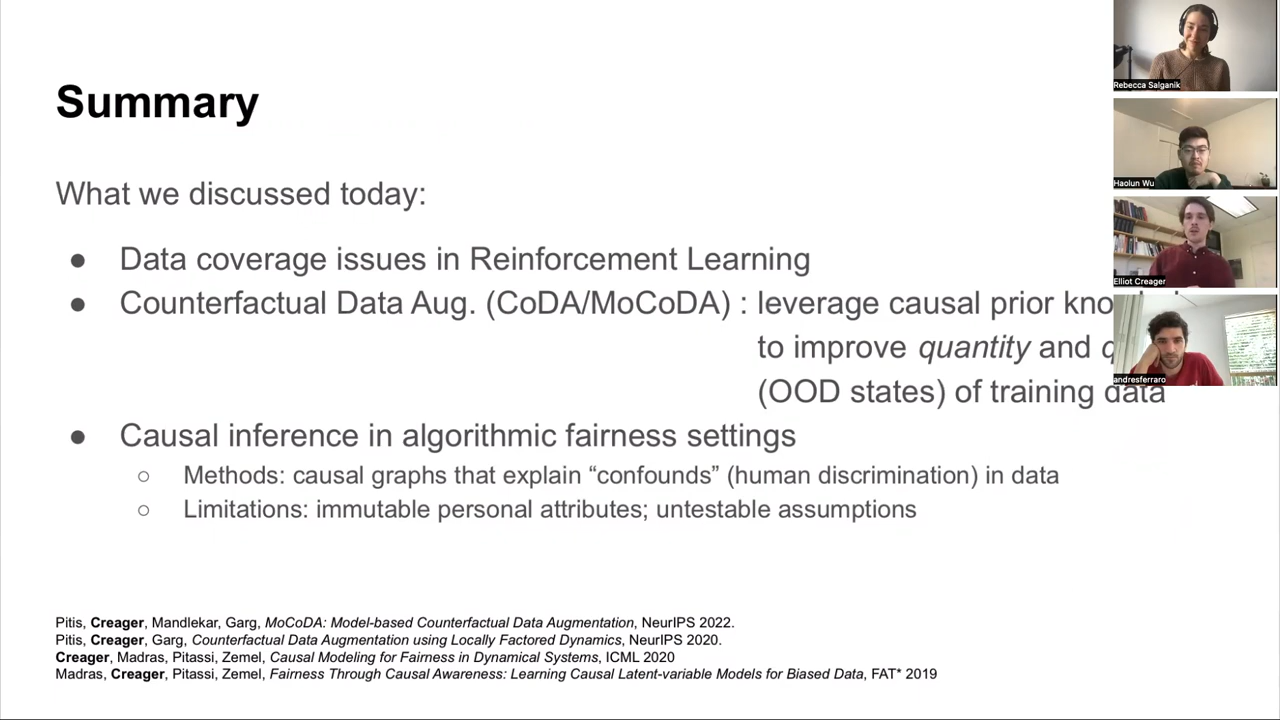 Summary
What we discussed today:
● Data coverage issues in Reinforcement Learning
● Counterfactual Data Aug. (CoDA/MoCoDA) : leverage causal prior
to improve quantity and
(OOD states) of training data
● Causal inference in algorithmic fairness settings
○ Methods: causal graphs that explain “confounds” (human discrimination) in data
○ Limitations: immutable personal attributes; untestable assumptions
Pitis, Creager, Mandlekar, Garg, MoCoDA: Model-based Counterfactual Data Augmentation, NeurIPS 2022.
Pitis, Creager, Garg, Counterfactual Data Augmentation using Locally Factored Dynamics, NeurIPS 2020.
Creager, Madras, Pitassi, Zemel, Causal Modeling for Fairness in Dynamical Systems, ICML 2020
Madras, Creager, Pitassi, Zemel, Fairness Through Causal Awareness: Learning Causal Latent-variable Models for Biased Data, FAT* 2019
Rebecca Salganik
Haolun Wu
Elliot Creager
andresferraro